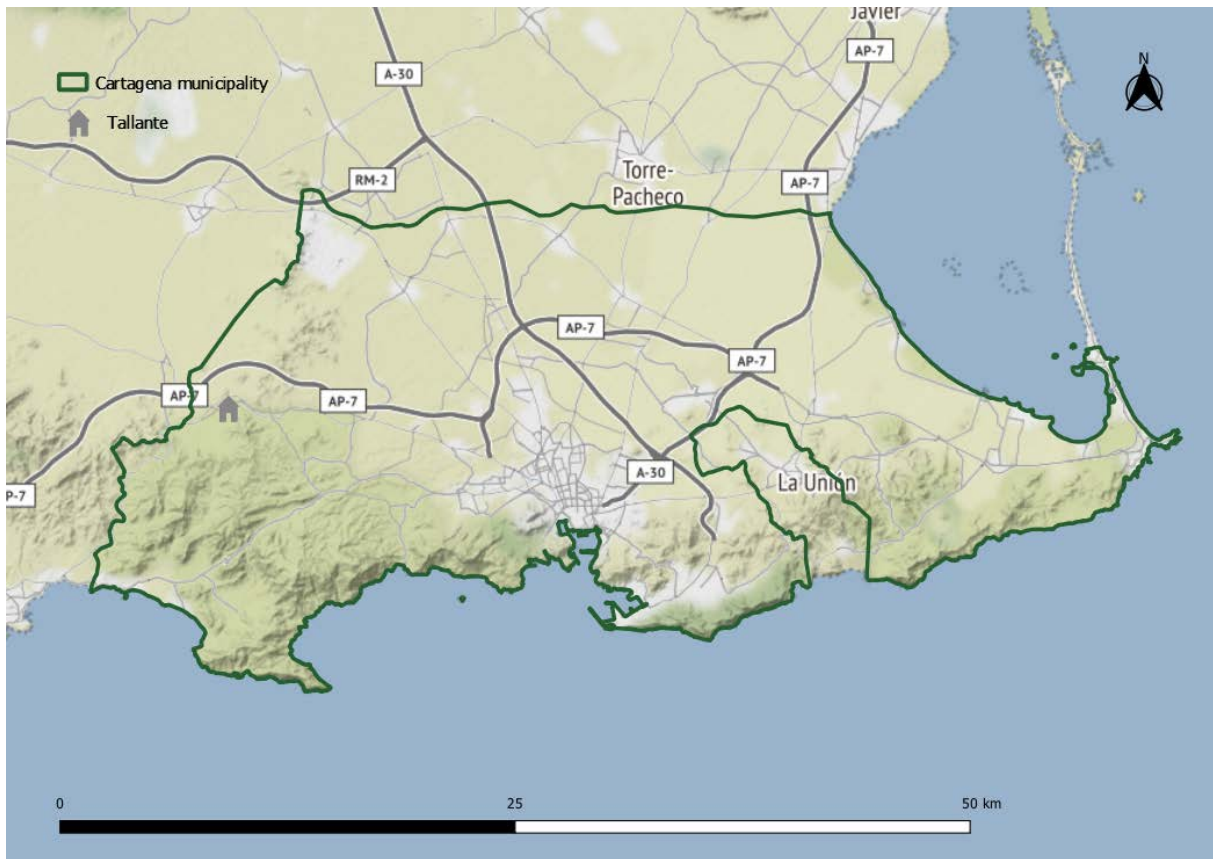 Javier
AP-7
A-30
N
Cartagena municipality
Tallante
Torre-
Pacheco
RM-2
AP-7
AP-7
AP-7
AP-7
AP-7
A-30
La Unión
P-7
0
25
50 km